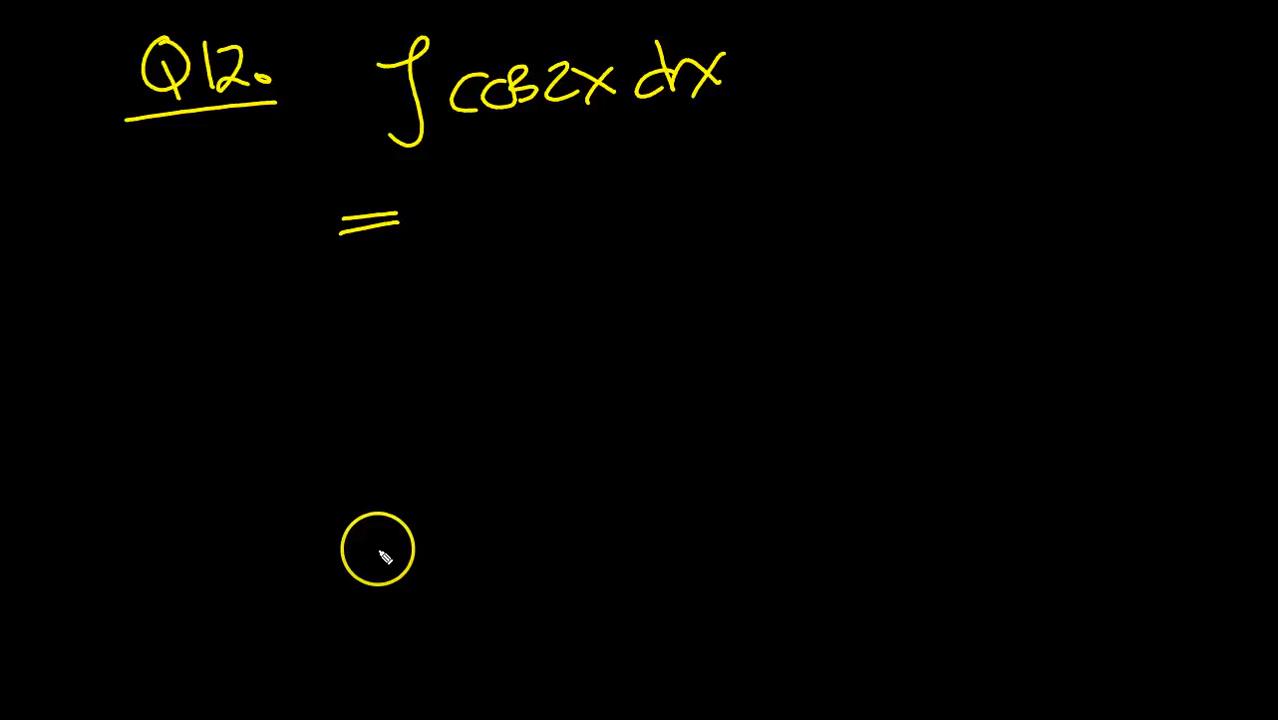 Q12. ∫ cos2x dx
=